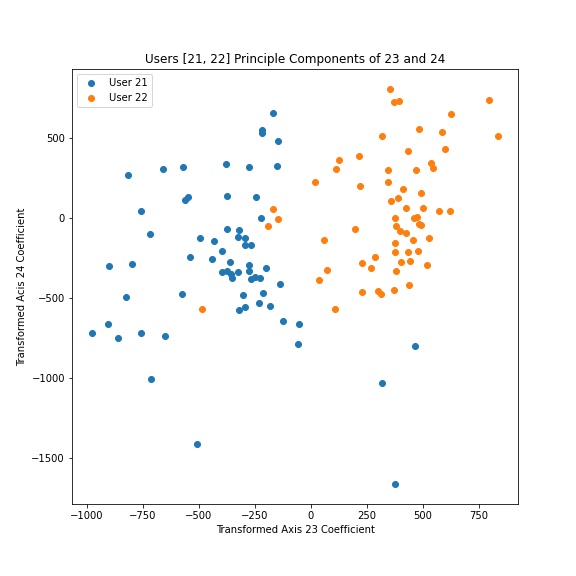 Users [21, 22] Principle Components of 23 and 24
User 21
User 22
Transformed Acis 24 Coefficient
500
0
−500
−1000
−1500
−1000 −750 −500 −250 0 250 500 750
Transformed Axis 23 Coefficient